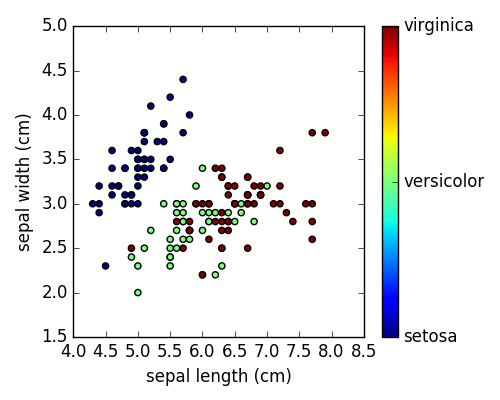 5.0
4.5
4.0
3.5
3.0
2.5
2.0
1.5
sepal width (cm)
4.0 4.5 5.0 5.5 6.0 6.5 7.0 7.5 8.0 8.5
sepal length (cm)
virginica
versicolor
setosa